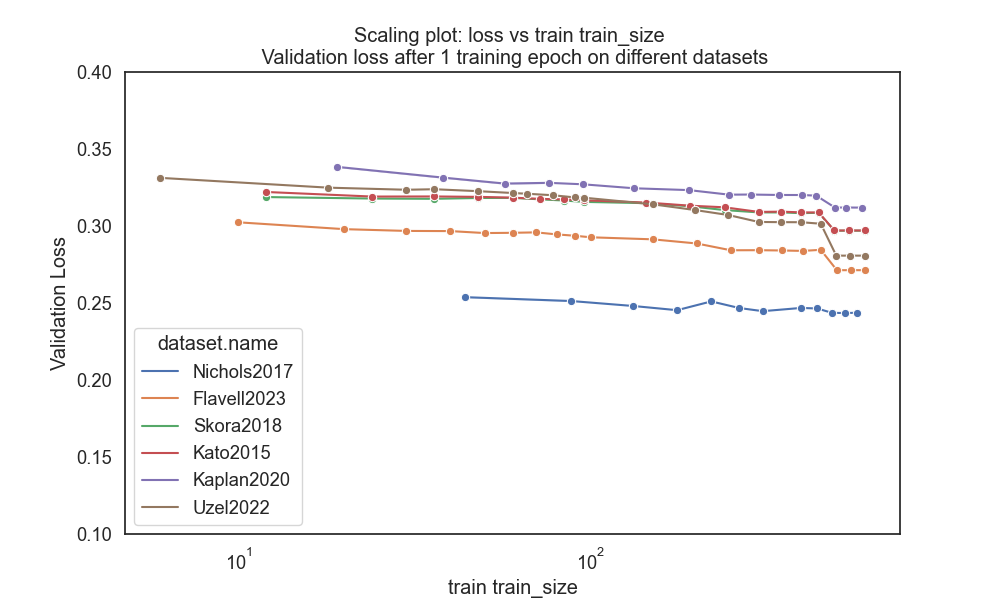 Scaling plot: loss vs train train_size
Validation loss after 1 training epoch on different datasets
Validation Loss
0.40
0.35
0.30
0.25
0.20
0.15
0.10
dataset.name
Nichols2017
Flavell2023
Skora2018
Kato2015
Kaplan2020
Uzel2022
10¹
10²
train train_size